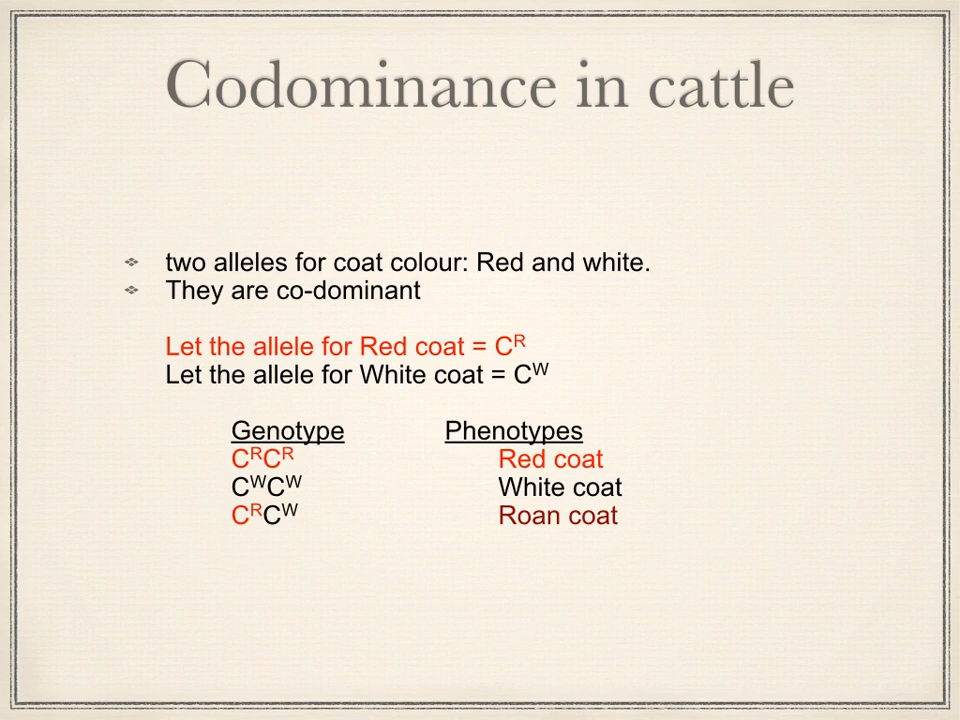 Codominance in cattle
two alleles for coat colour: Red and white.
They are co-dominant
Let the allele for Red coat = Cᴿ
Let the allele for White coat = Cᵂ
Genotype Phenotypes
CᴿCᴿ Red coat
CᵂCᵂ White coat
CᴿCᵂ Roan coat